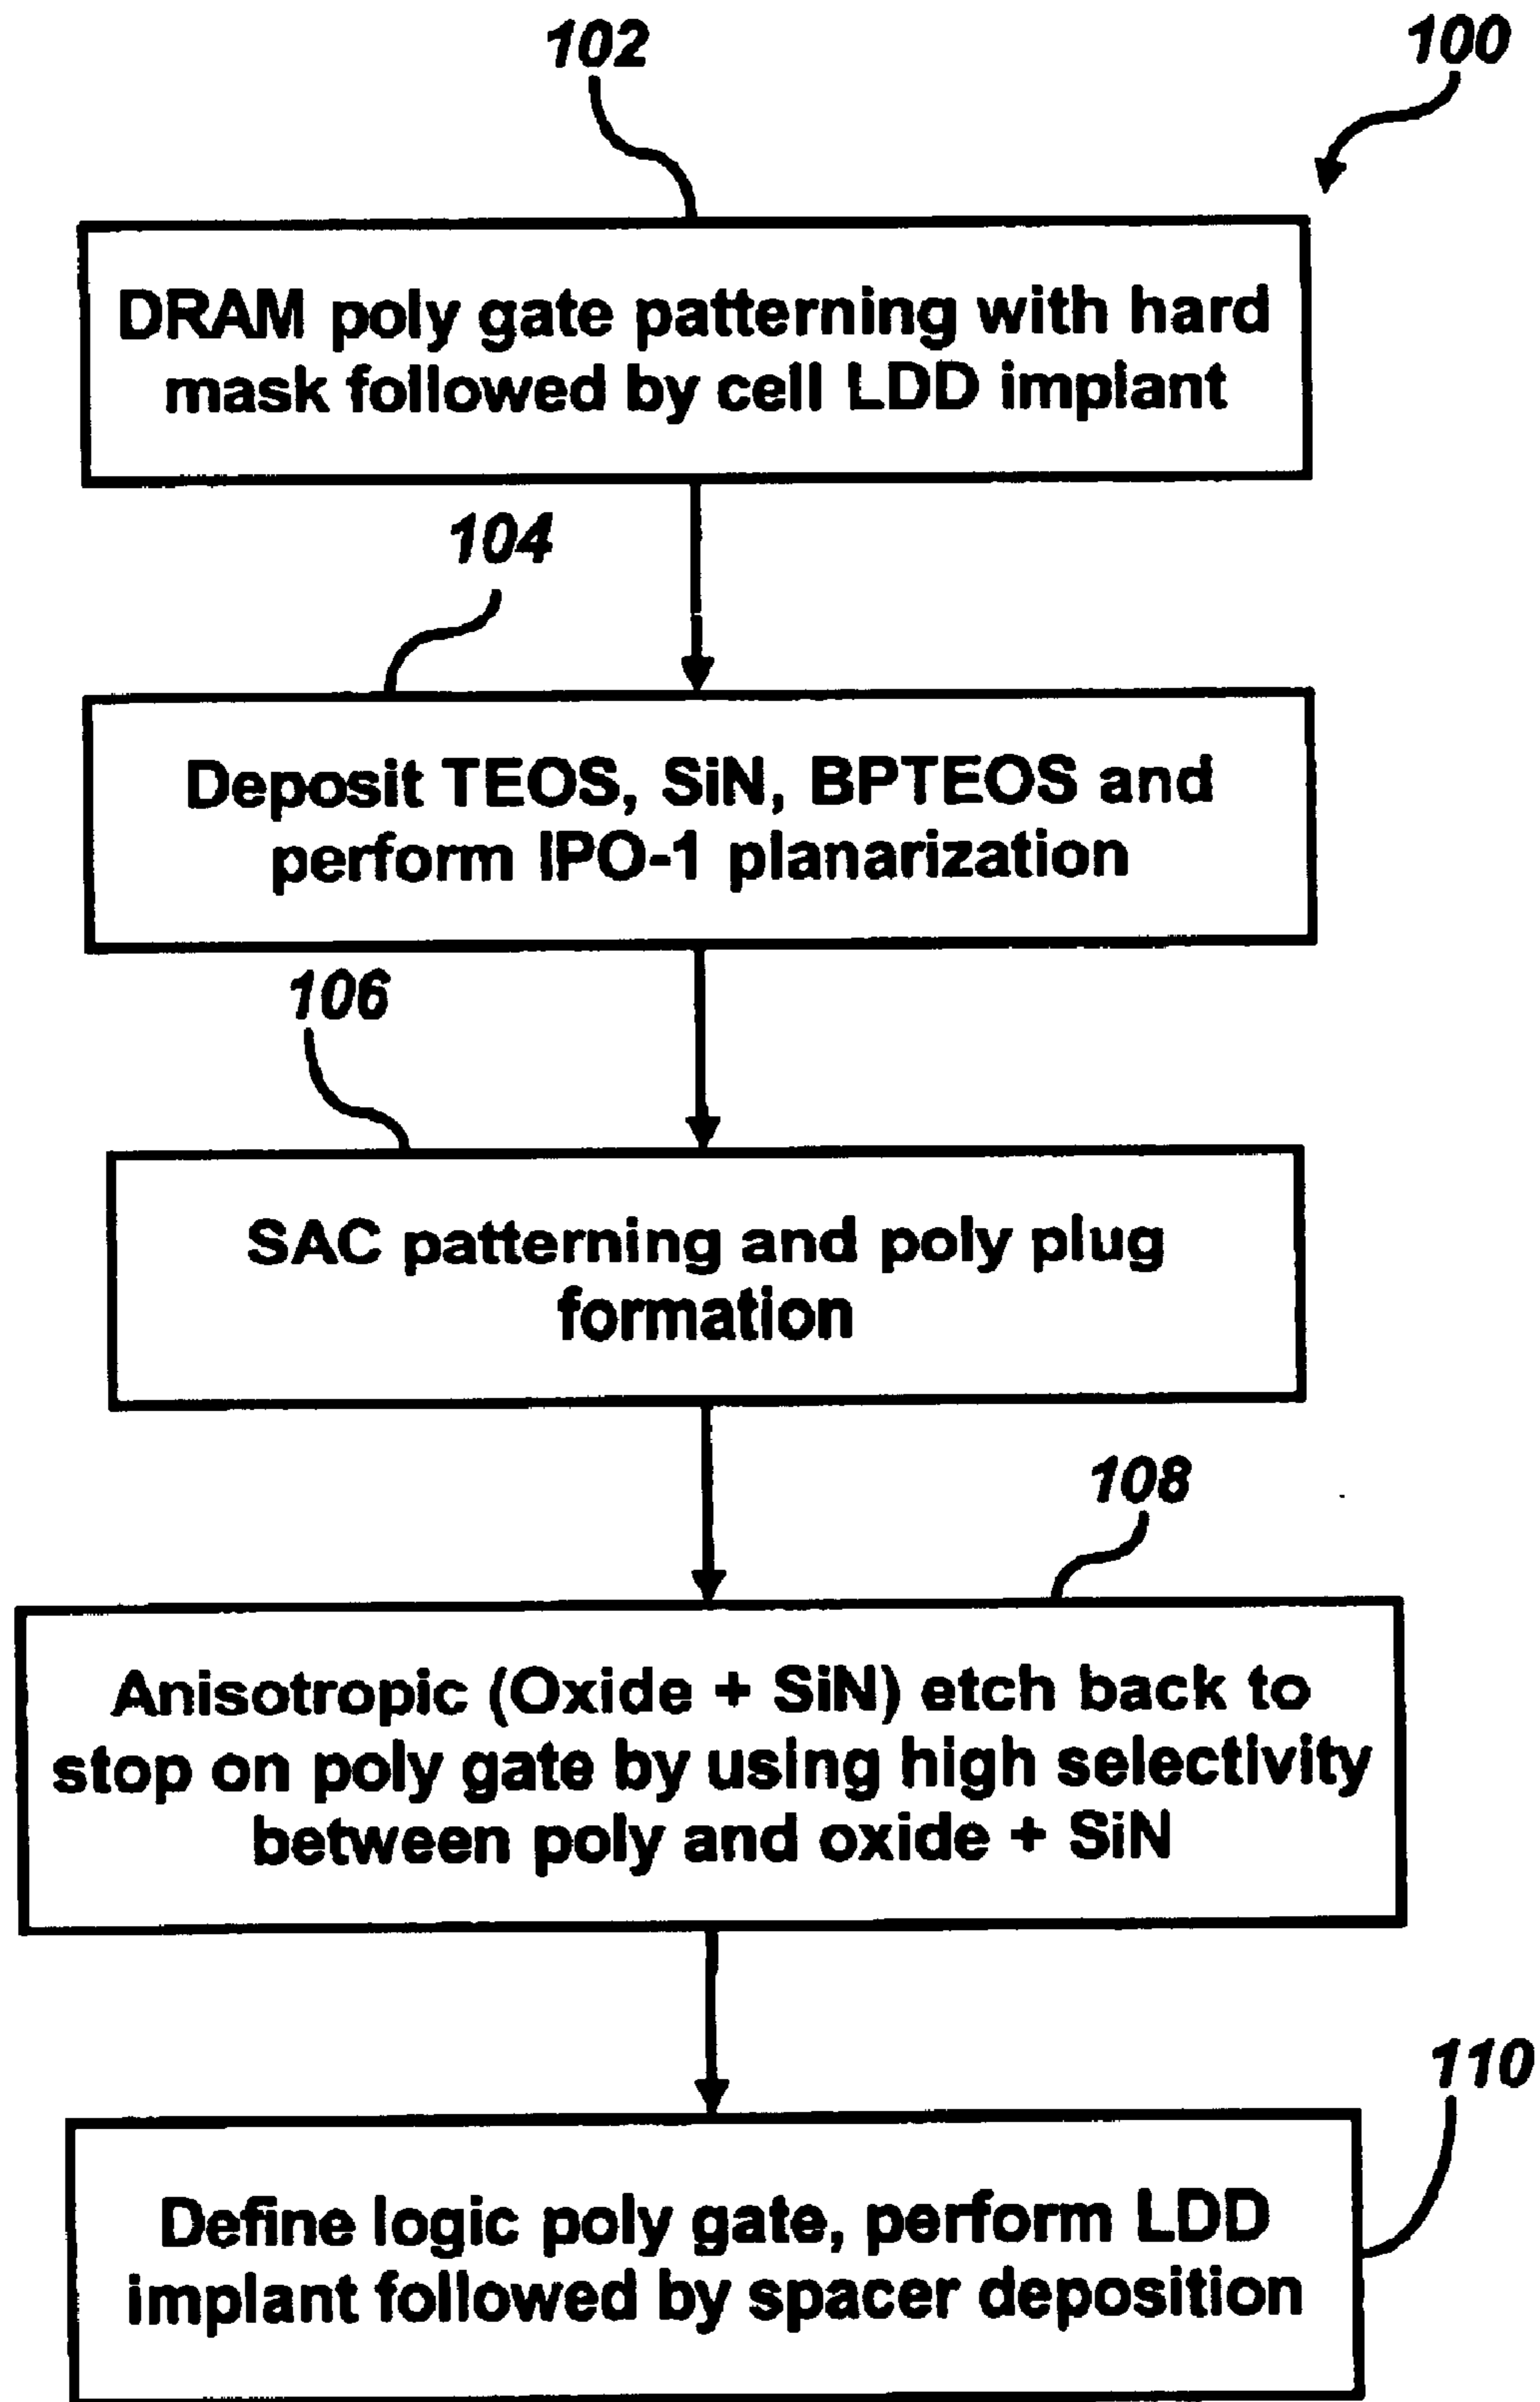 102
100
DRAM poly gate patterning with hard
mask followed by cell LDD implant
104
Deposit TEOS, SiN, BPTEOS and
perform IPO-1 planarization
106
SAC patterning and poly plug
formation
108
Anisotropic (Oxide + SiN) etch back to
stop on poly gate by using high selectivity
between poly and oxide + SiN
110
Define logic poly gate, perform LDD
implant followed by spacer deposition